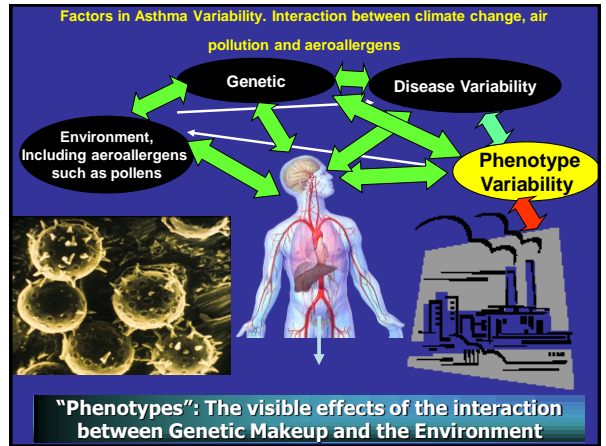 Factors in Asthma Variability. Interaction between climate change, air
pollution and aeroallergens
Genetic
Disease Variability
Environment,
Including aeroallergens
such as pollens
Phenotype
Variability
“Phenotypes”: The visible effects of the interaction
between Genetic Makeup and the Environment